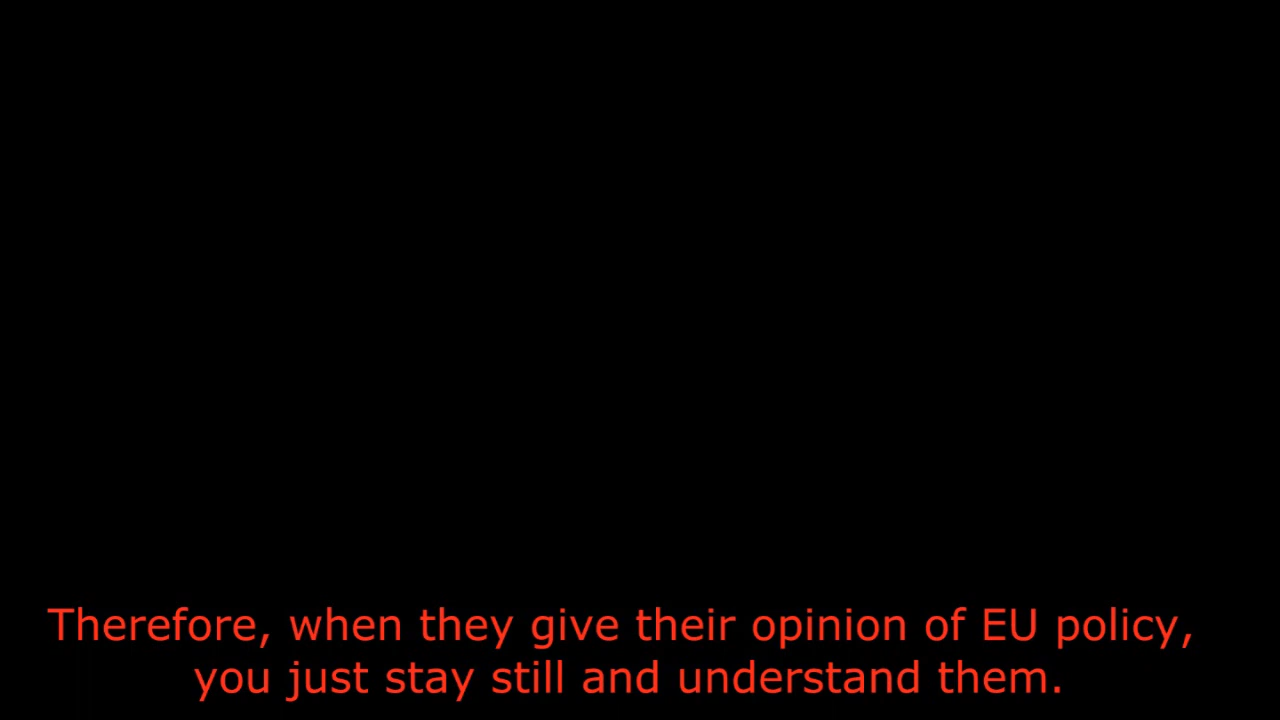 Therefore, when they give their opinion of EU policy,
you just stay still and understand them.